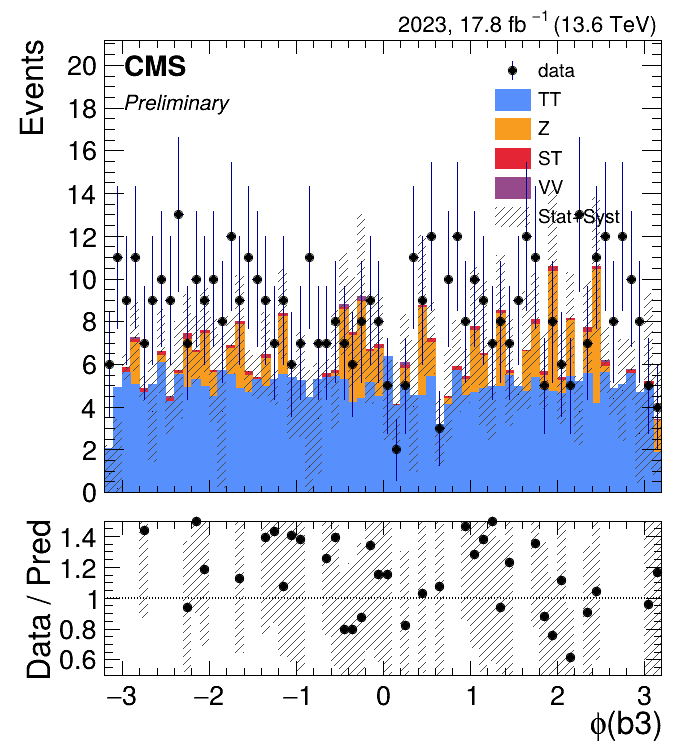 2023, 17.8 fb⁻¹ (13.6 TeV)
Events
20
18
16
14
12
10
8
6
4
2
0
CMS
Preliminary
data
TT
Z
ST
VV
Stat+Syst
Data / Pred
1.4
1.2
1
0.8
0.6
−3 −2 −1 0 1 2 3
ϕ(b3)